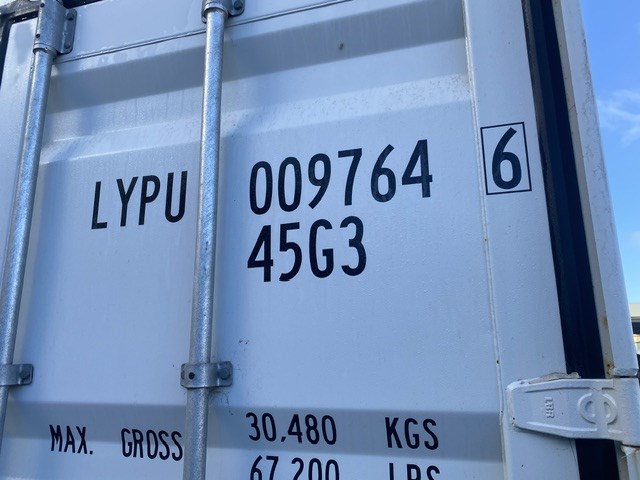 LYPU 009764 6
45G3
MAX. GROSS 30.480 KGS
67.200 LBS